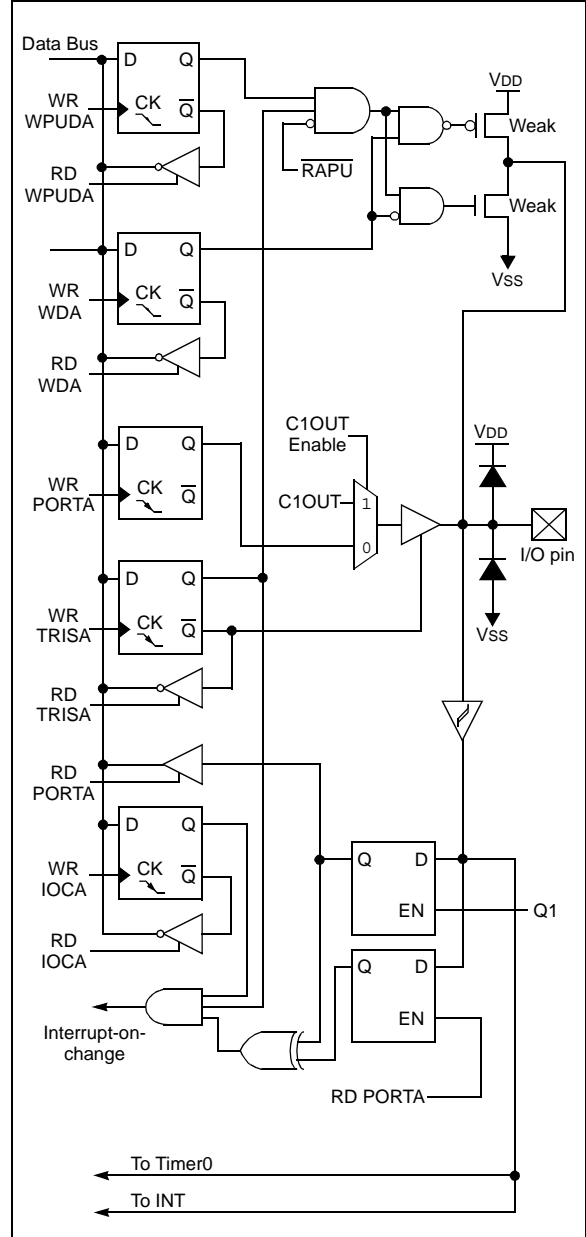 Data Bus
D Q
WR
WPUDA
CK Q
RD
WPUDA
RAPU
VDD
Weak
Weak
VSS
D Q
WR
WDA
CK Q
RD
WDA
D Q
WR
PORTA
CK Q
C1OUT
Enable
C1OUT
1
0
VDD
I/O pin
VSS
D Q
WR
TRISA
CK Q
RD
TRISA
RD
PORTA
D Q
WR
IOCA
CK Q
RD
IOCA
Q D
EN
Q1
Q D
EN
RD PORTA
Interrupt-on-
change
To Timer0
To INT